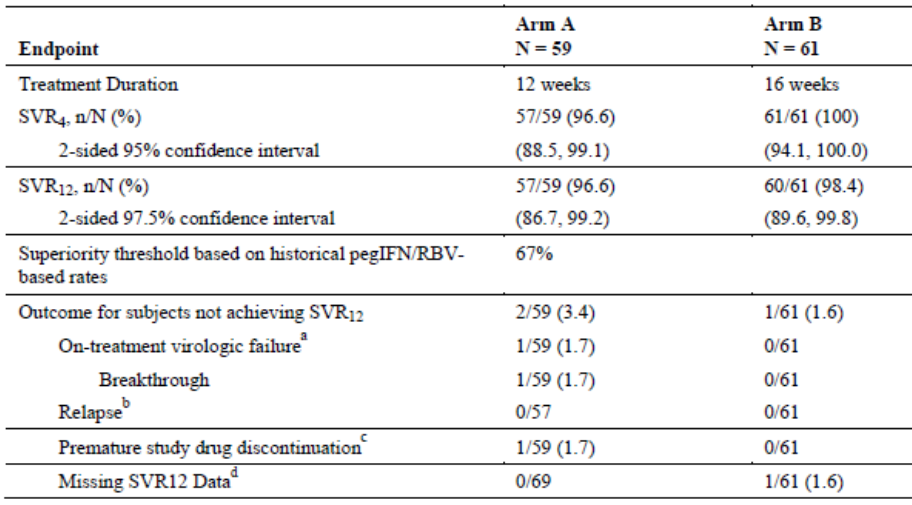 Endpoint Arm A N = 59 Arm B N = 61
Treatment Duration 12 weeks 16 weeks
SVR4, n/N (%) 57/59 (96.6) 61/61 (100)
2-sided 95% confidence interval (88.5, 99.1) (94.1, 100.0)
SVR12, n/N (%) 57/59 (96.6) 60/61 (98.4)
2-sided 97.5% confidence interval (86.7, 99.2) (89.6, 99.8)
Superiority threshold based on historical pegIFN/RBV- 67%
based rates
Outcome for subjects not achieving SVR12 2/59 (3.4) 1/61 (1.6)
On-treatment virologic failurea 1/59 (1.7) 0/61
Breakthrough 1/59 (1.7) 0/61
Relapseb 0/57 0/61
Premature study drug discontinuationc 1/59 (1.7) 0/61
Missing SVR12 Datad 0/69 1/61 (1.6)